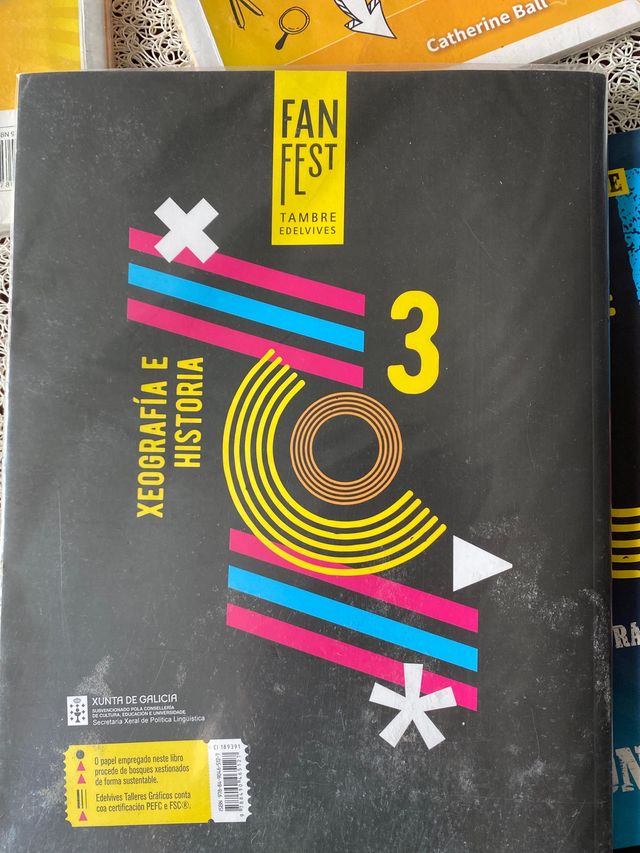 Catherine Ball
FAN
FEST
TAMBRE
EDELVIVES
3
XEOGRAFÍA E
HISTORIA
XUNTA DE GALICIA
SUBVENCIONADO POLA CONSELLERÍA
DE CULTURA, EDUCACIÓN E UNIVERSIDADE
Secretaría Xeral de Política Lingüística
O papel empregado neste libro
procede de bosques xestionados
de forma sustentable.
Edelvives Talleres Gráficos conta
coa certificación PEFC e FSC®.
CI 189391